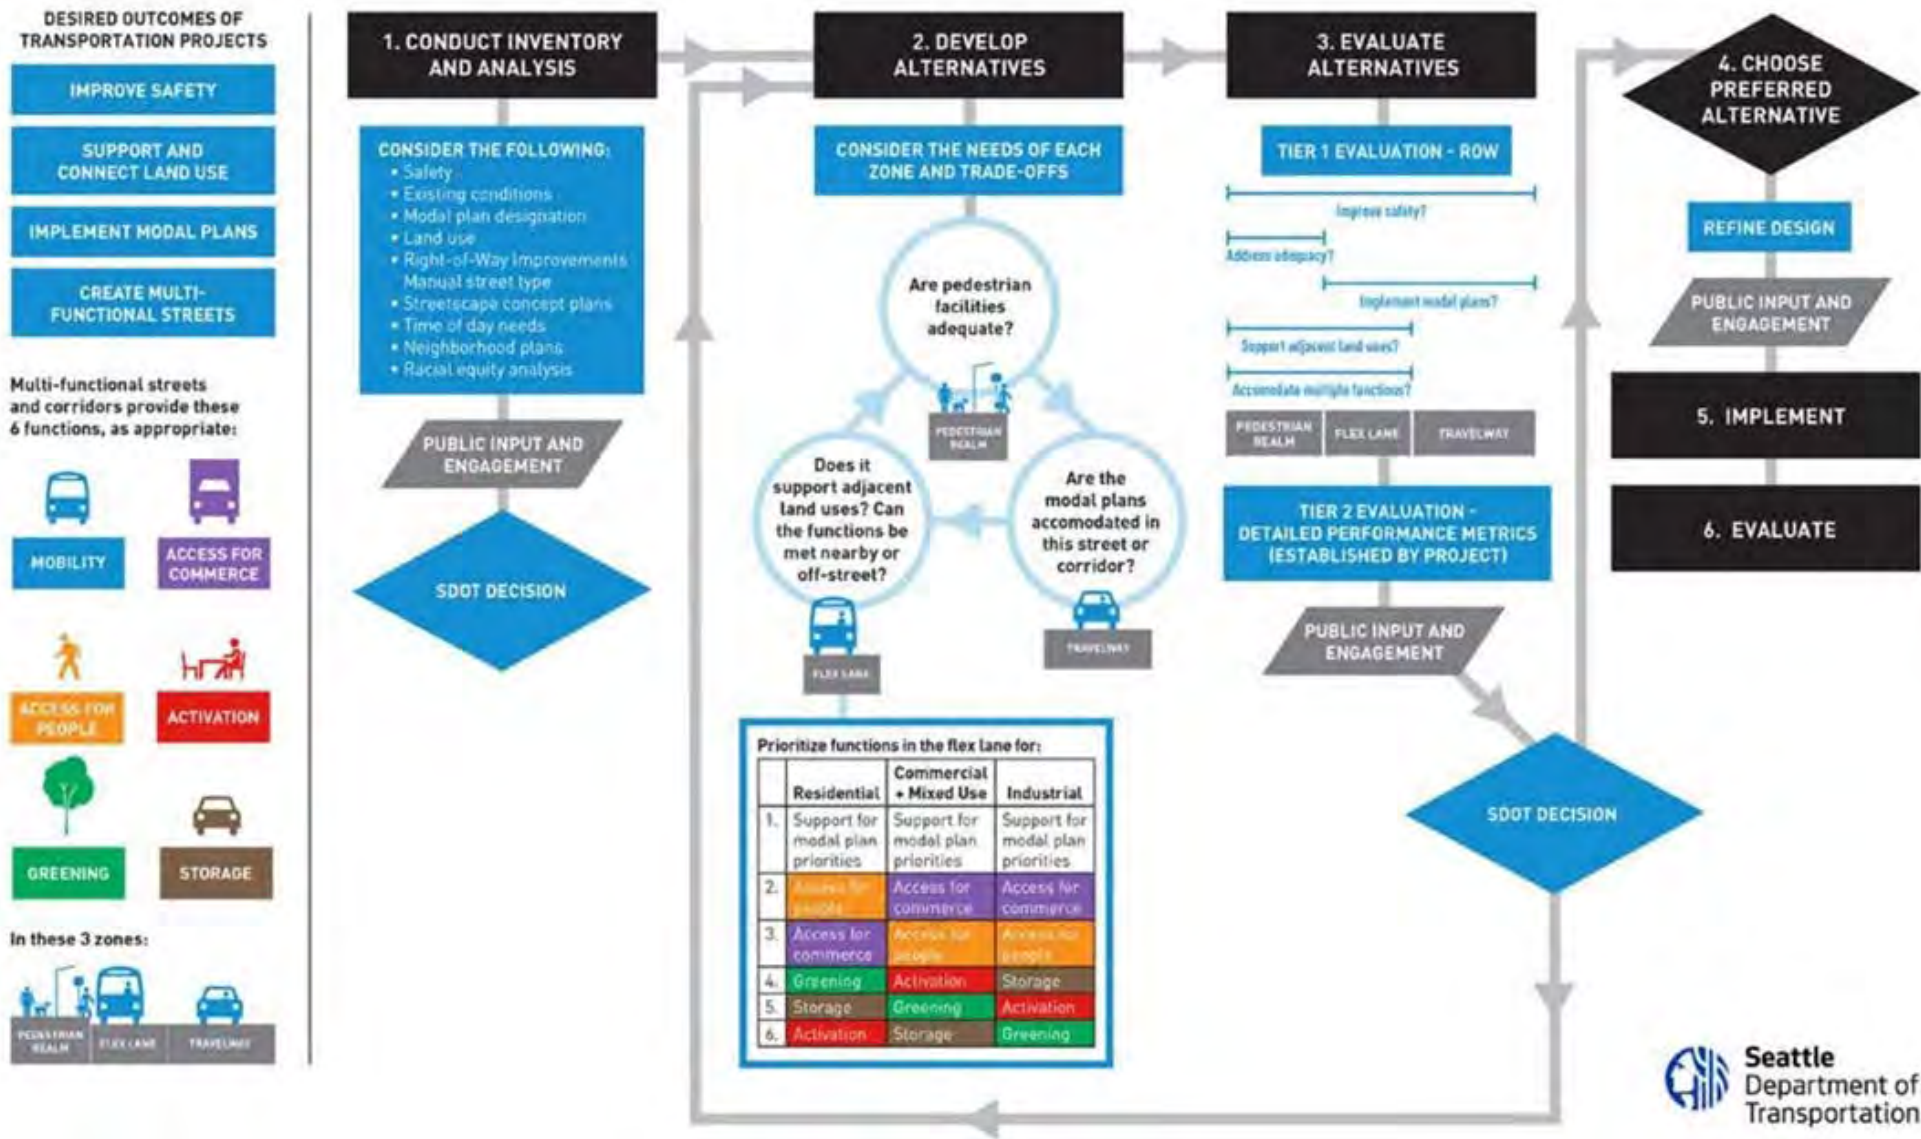 DESIRED OUTCOMES OF
TRANSPORTATION PROJECTS
IMPROVE SAFETY
SUPPORT AND
CONNECT LAND USE
IMPLEMENT MODAL PLANS
CREATE MULTI-
FUNCTIONAL STREETS
Multi-functional streets
and corridors provide these
6 functions, as appropriate:
MOBILITY
ACCESS FOR
COMMERCE
ACCESS FOR
PEOPLE
ACTIVATION
GREENING
STORAGE
In these 3 zones:
PEDESTRIAN
REALM
FLEX LANE
TRAVELWAY
1. CONDUCT INVENTORY
AND ANALYSIS
CONSIDER THE FOLLOWING:
• Safety
• Existing conditions
• Modal plan designation
• Land use
• Right-of-Way Improvements
Manual street type
• Streetscape concept plans
• Time of day needs
• Neighborhood plans
• Racial equity analysis
PUBLIC INPUT AND
ENGAGEMENT
SDOT DECISION
2. DEVELOP
ALTERNATIVES
CONSIDER THE NEEDS OF EACH
ZONE AND TRADE-OFFS
Are pedestrian
facilities
adequate?
PEDESTRIAN
REALM
Does it
support adjacent
land uses? Can
the functions be
met nearby or
off-street?
FLEX LANE
Are the
modal plans
accomodated in
this street or
corridor?
TRAVELWAY
Prioritize functions in the flex lane for:
Residential
Commercial
+ Mixed Use
Industrial
1.
Support for
modal plan
priorities
Support for
modal plan
priorities
Support for
modal plan
priorities
2.
Access for
people
Access for
commerce
Access for
commerce
3.
Access for
commerce
Access for
people
Access for
people
4. Greening Activation Storage
5. Storage Greening Activation
6. Activation Storage Greening
3. EVALUATE
ALTERNATIVES
TIER 1 EVALUATION - ROW
Improve safety?
Address adequacy?
Implement modal plans?
Support adjacent land uses?
Accomodate multiple functions?
PEDESTRIAN
REALM
FLEX LANE
TRAVELWAY
TIER 2 EVALUATION -
DETAILED PERFORMANCE METRICS
(ESTABLISHED BY PROJECT)
PUBLIC INPUT AND
ENGAGEMENT
SDOT DECISION
4. CHOOSE
PREFERRED
ALTERNATIVE
REFINE DESIGN
PUBLIC INPUT AND
ENGAGEMENT
5. IMPLEMENT
6. EVALUATE
Seattle
Department of
Transportation